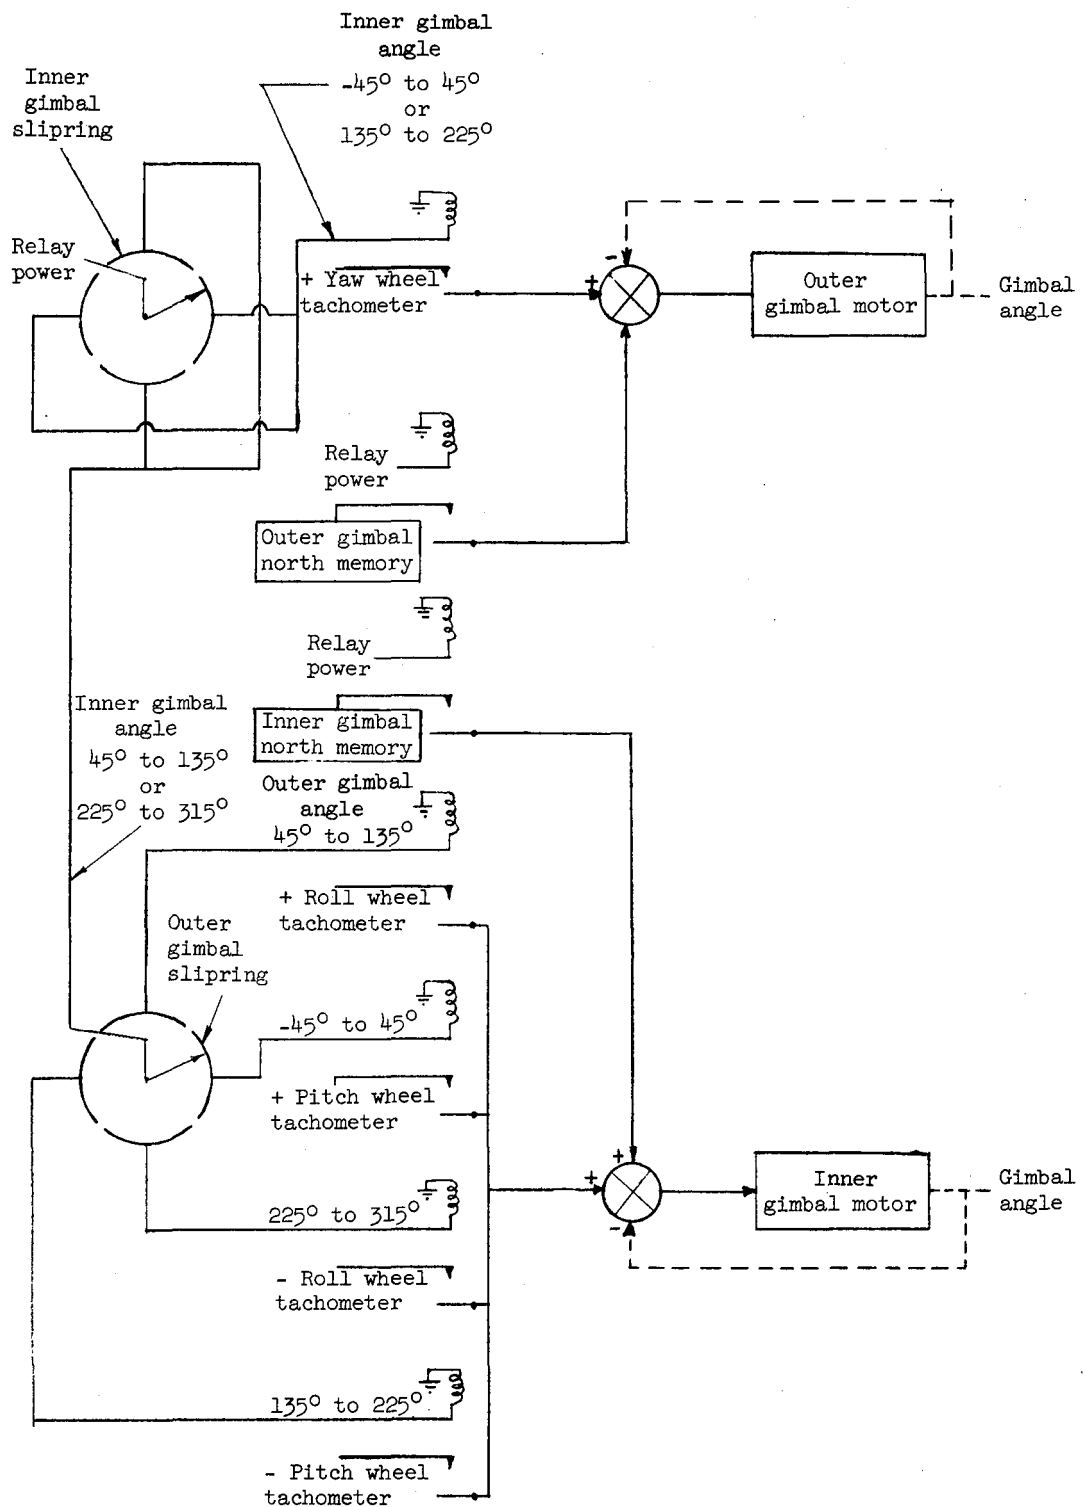 Inner gimbal
angle
-45° to 45°
or
135° to 225°
Inner
gimbal
slipring
Relay
power
+ Yaw wheel
tachometer
-
+
Outer
gimbal motor
Gimbal
angle
Relay
power
Outer gimbal
north memory
Relay
power
Inner gimbal
north memory
Inner gimbal
angle
45° to 135°
or
225° to 315°
Outer gimbal
angle
45° to 135°
+ Roll wheel
tachometer
Outer
gimbal
slipring
-45° to 45°
+ Pitch wheel
tachometer
+
+
-
Inner
gimbal motor
Gimbal
angle
225° to 315°
- Roll wheel
tachometer
135° to 225°
- Pitch wheel
tachometer